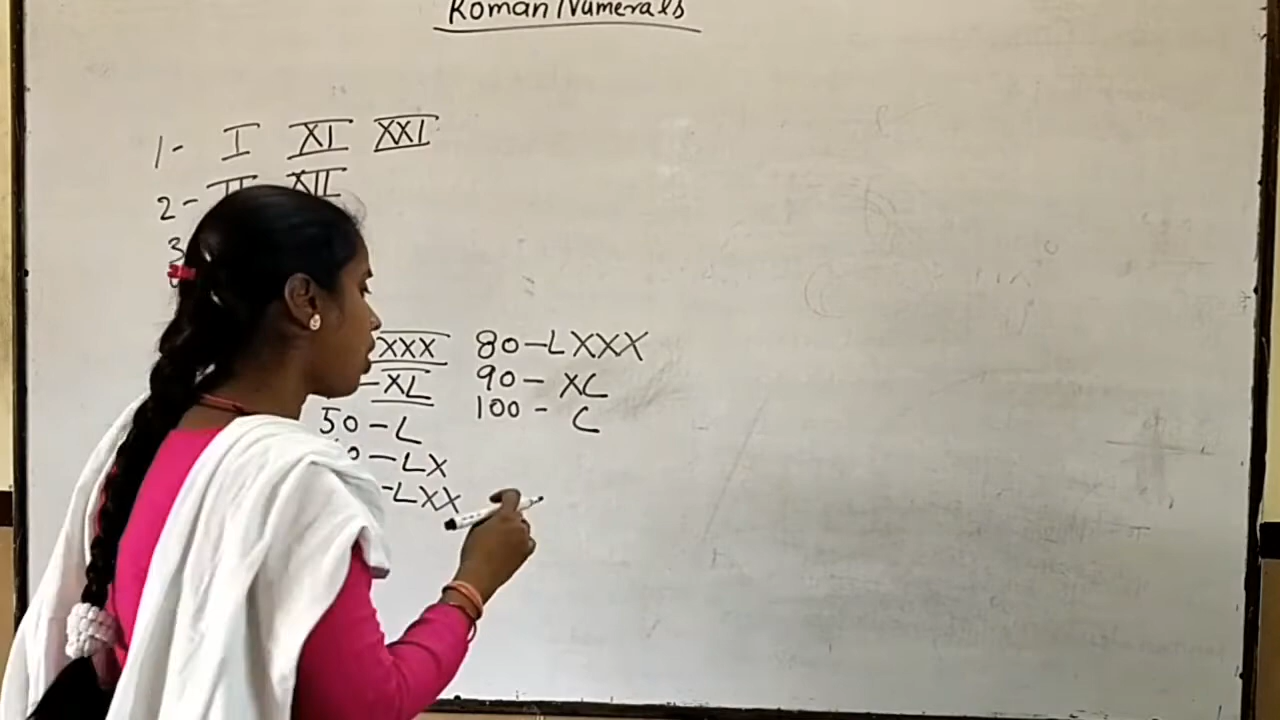 Roman Numerals
1- I XI XXI
2- II XII
3
XXX 80-LXXX
-XL 90- XC
50-L 100- C
0-LX
-LXX